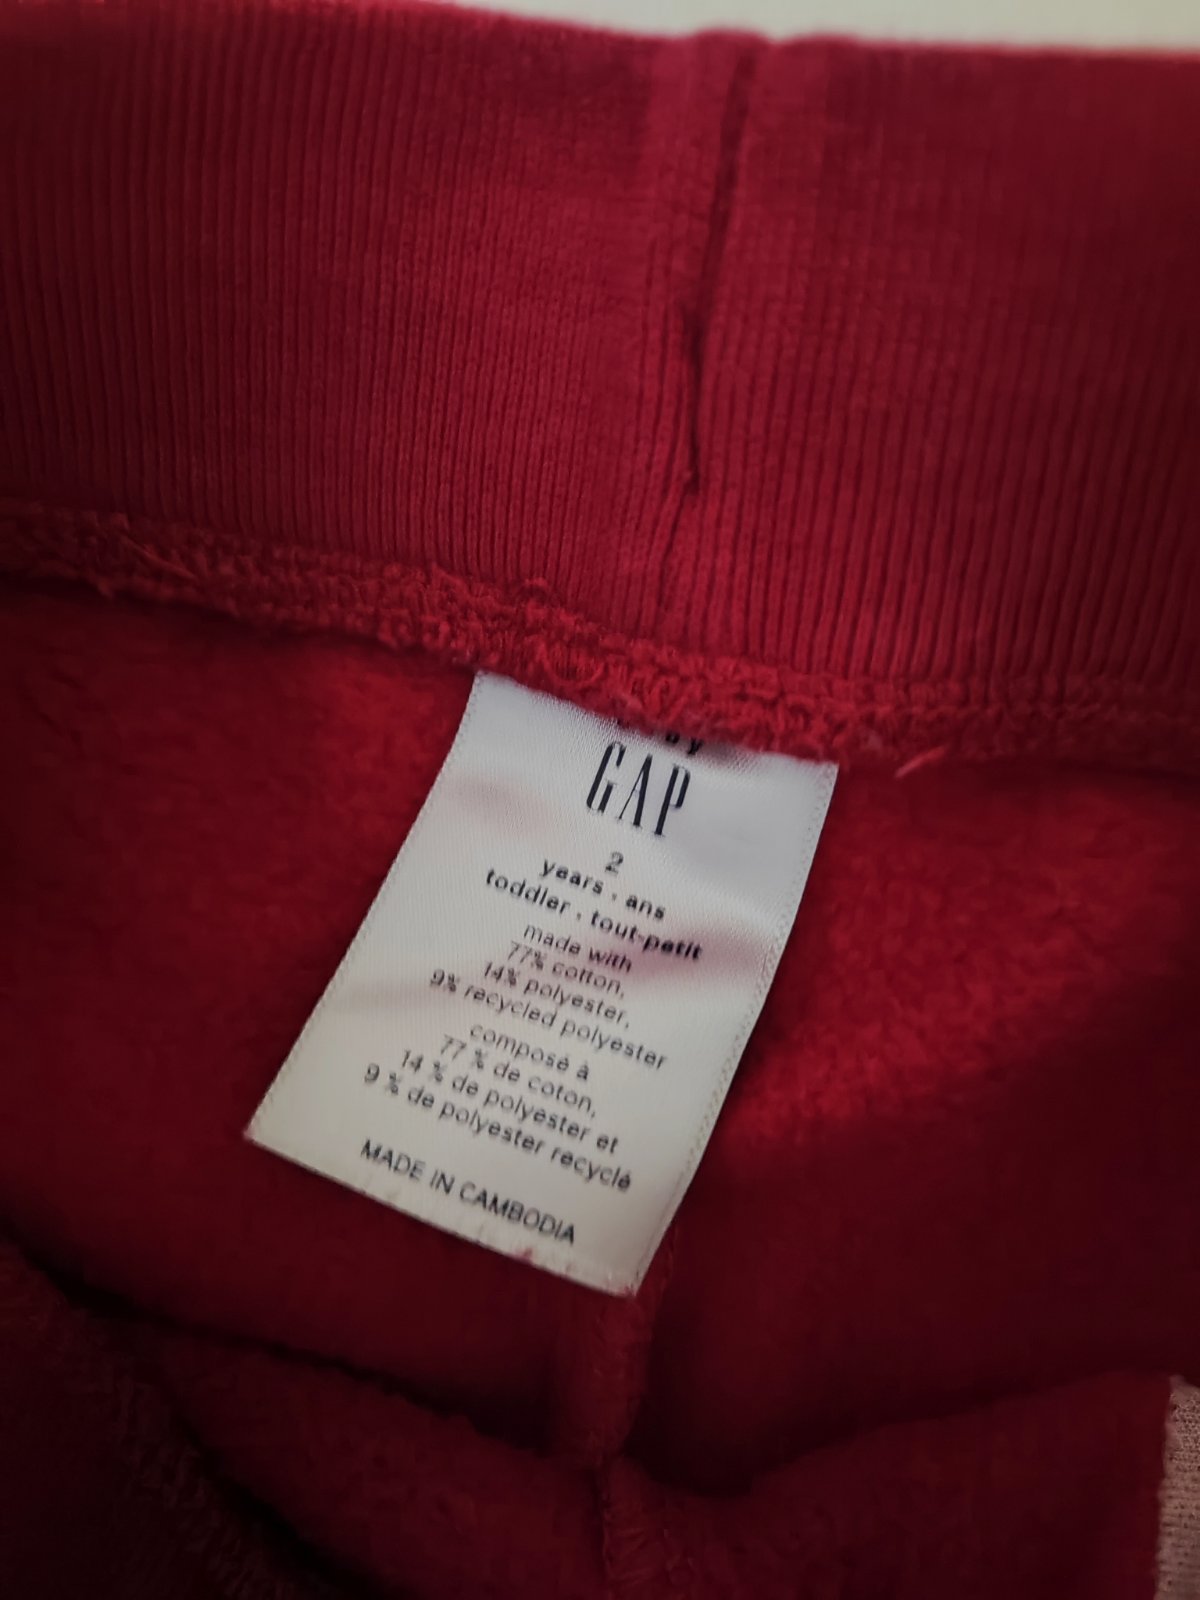 by
GAP
2
years . ans
toddler . tout-petit
made with
77% cotton,
14% polyester,
9% recycled polyester
composé à
77 % de coton,
14 % de polyester et
9 % de polyester recyclé
MADE IN CAMBODIA